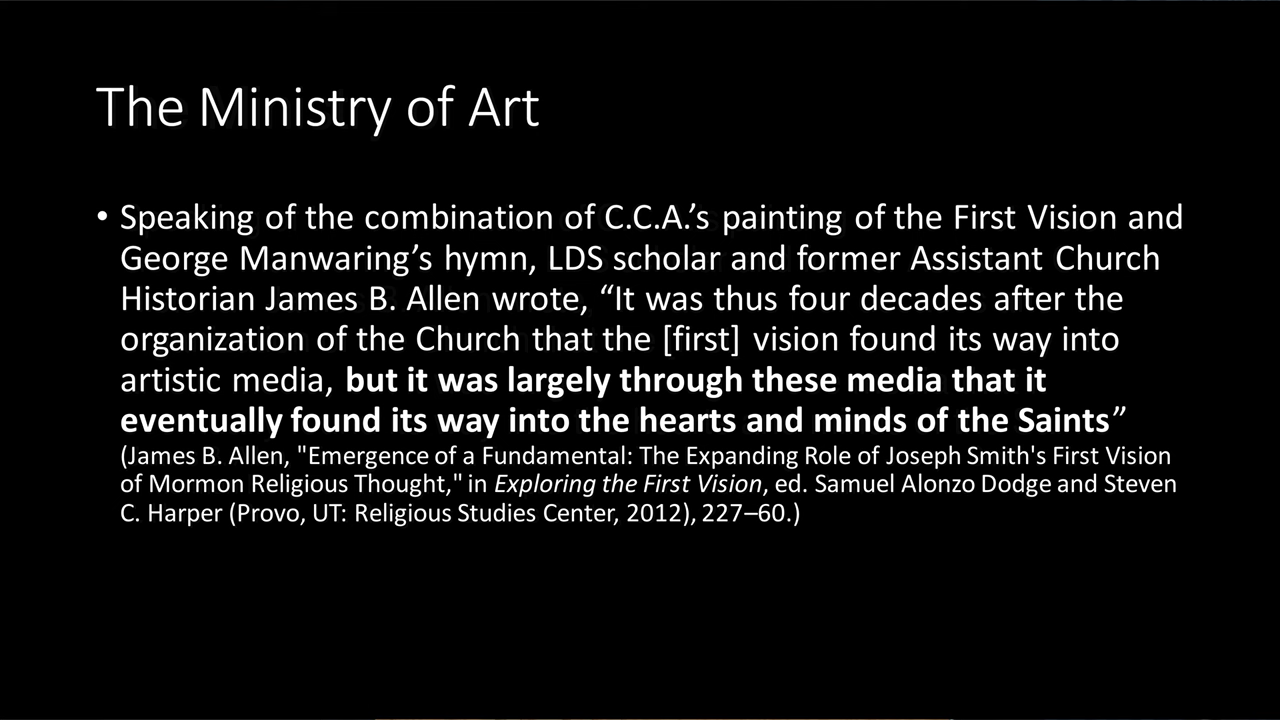 The Ministry of Art
• Speaking of the combination of C.C.A.’s painting of the First Vision and
George Manwaring’s hymn, LDS scholar and former Assistant Church
Historian James B. Allen wrote, “It was thus four decades after the
organization of the Church that the [first] vision found its way into
artistic media, but it was largely through these media that it
eventually found its way into the hearts and minds of the Saints”
(James B. Allen, "Emergence of a Fundamental: The Expanding Role of Joseph Smith's First Vision
of Mormon Religious Thought," in Exploring the First Vision, ed. Samuel Alonzo Dodge and Steven
C. Harper (Provo, UT: Religious Studies Center, 2012), 227–60.)